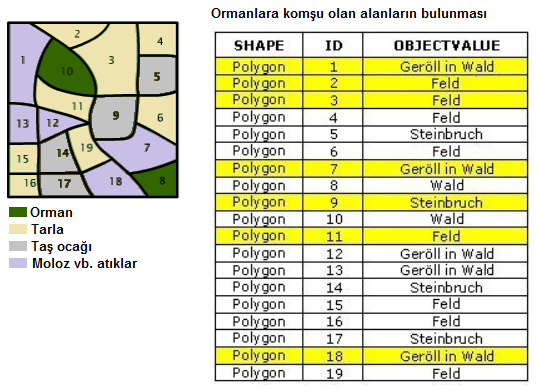 Ormanlara komşu olan alanların bulunması
2 4
1 3
10 5
11 9 6
13 12
14 19 7
15
16 17 18 8
Orman
Tarla
Taş ocağı
Moloz vb. atıklar
SHAPE ID OBJECTVALUE
Polygon 1 Geröll in Wald
Polygon 2 Feld
Polygon 3 Feld
Polygon 4 Feld
Polygon 5 Steinbruch
Polygon 6 Feld
Polygon 7 Geröll in Wald
Polygon 8 Wald
Polygon 9 Steinbruch
Polygon 10 Wald
Polygon 11 Feld
Polygon 12 Geröll in Wald
Polygon 13 Geröll in Wald
Polygon 14 Steinbruch
Polygon 15 Feld
Polygon 16 Feld
Polygon 17 Steinbruch
Polygon 18 Geröll in Wald
Polygon 19 Feld